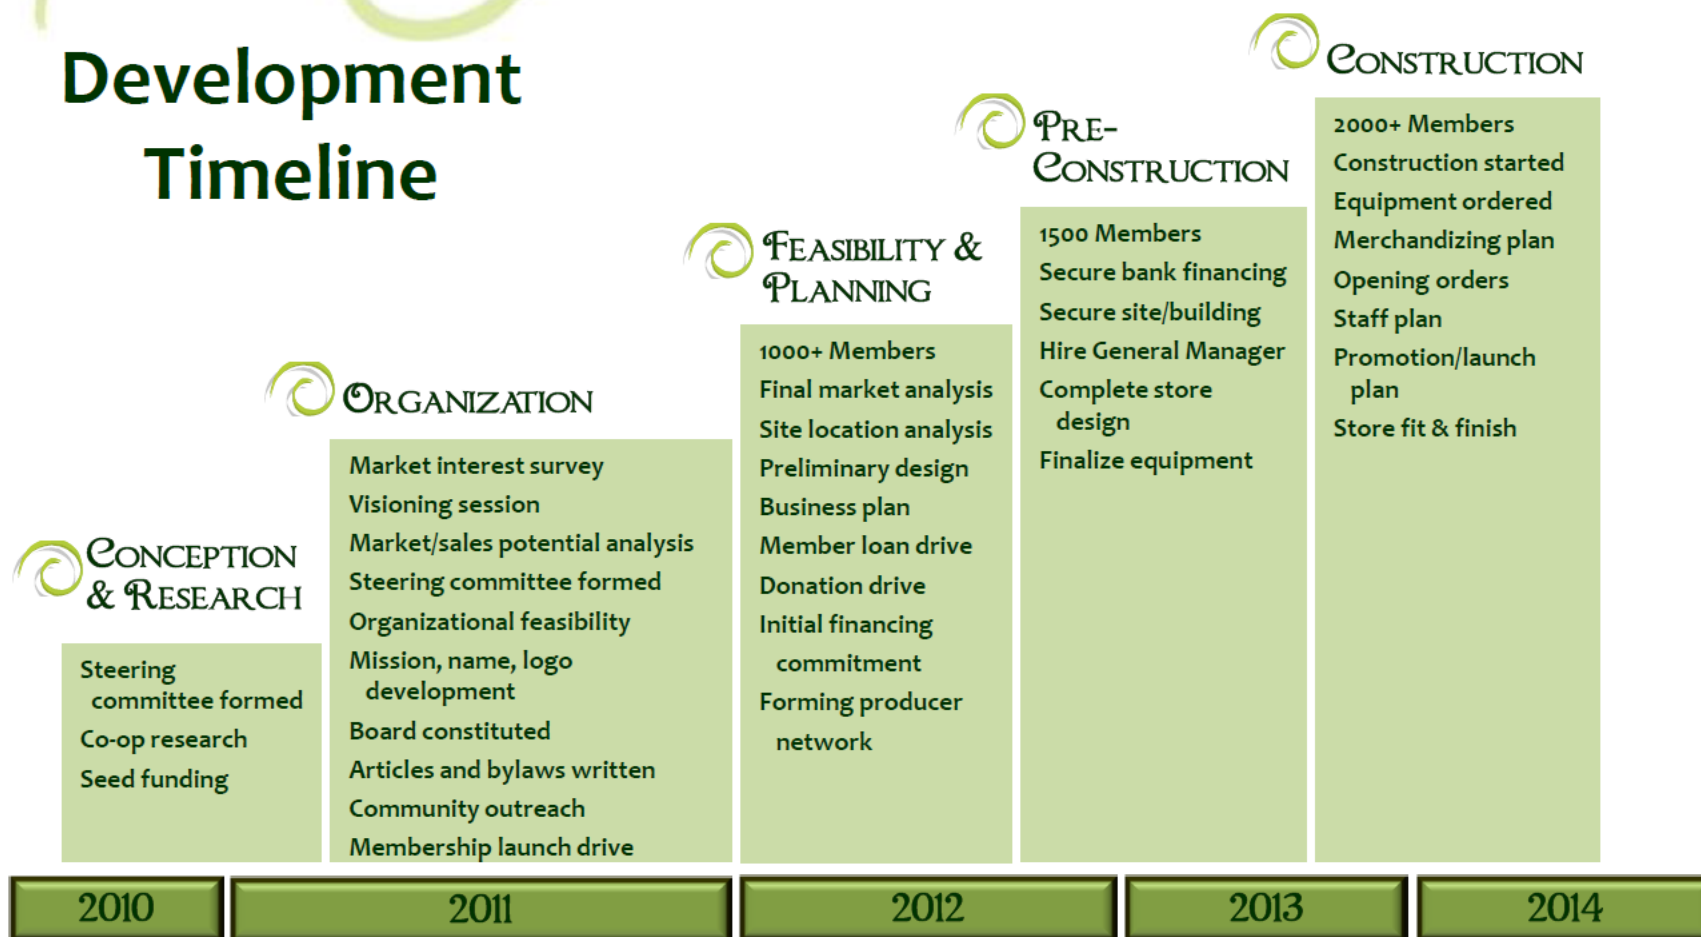 Development
Timeline
CONCEPTION
& RESEARCH
Steering
committee formed
Co-op research
Seed funding
ORGANIZATION
Market interest survey
Visioning session
Market/sales potential analysis
Steering committee formed
Organizational feasibility
Mission, name, logo
development
Board constituted
Articles and bylaws written
Community outreach
Membership launch drive
FEASIBILITY &
PLANNING
1000+ Members
Final market analysis
Site location analysis
Preliminary design
Business plan
Member loan drive
Donation drive
Initial financing
commitment
Forming producer
network
PRE-
CONSTRUCTION
1500 Members
Secure bank financing
Secure site/building
Hire General Manager
Complete store
design
Finalize equipment
CONSTRUCTION
2000+ Members
Construction started
Equipment ordered
Merchandizing plan
Opening orders
Staff plan
Promotion/launch
plan
Store fit & finish
2010
2011
2012
2013
2014